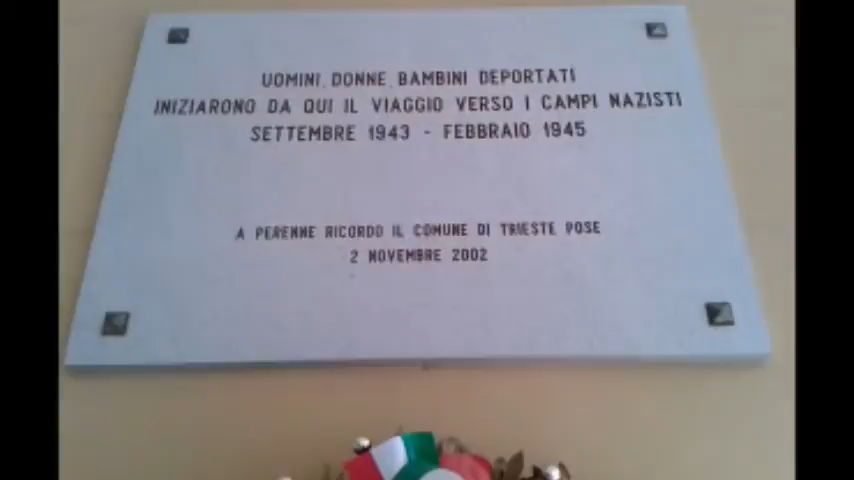 UOMINI, DONNE, BAMBINI DEPORTATI
INIZIARONO DA QUI IL VIAGGIO VERSO I CAMPI NAZISTI
SETTEMBRE 1943 - FEBBRAIO 1945
A PERENNE RICORDO IL COMUNE DI TRIESTE POSE
2 NOVEMBRE 2002